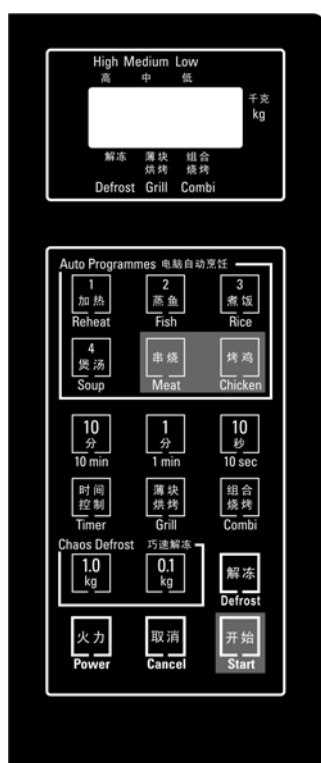 High Medium Low
高 中 低
千克
kg
解冻 薄块 组合
烘烤 烧烤
Defrost Grill Combi
Auto Programmes 电脑自动烹饪
1 2 3
加热 蒸鱼 煮饭
Reheat Fish Rice
4
煲汤 串烧 烤鸡
Soup Meat Chicken
10 1 10
分 分 秒
10 min 1 min 10 sec
时间 薄块 组合
控制 烘烤 烧烤
Timer Grill Combi
Chaos Defrost 巧速解冻
1.0 0.1
kg kg 解冻
Defrost
火力 取消 开始
Power Cancel Start